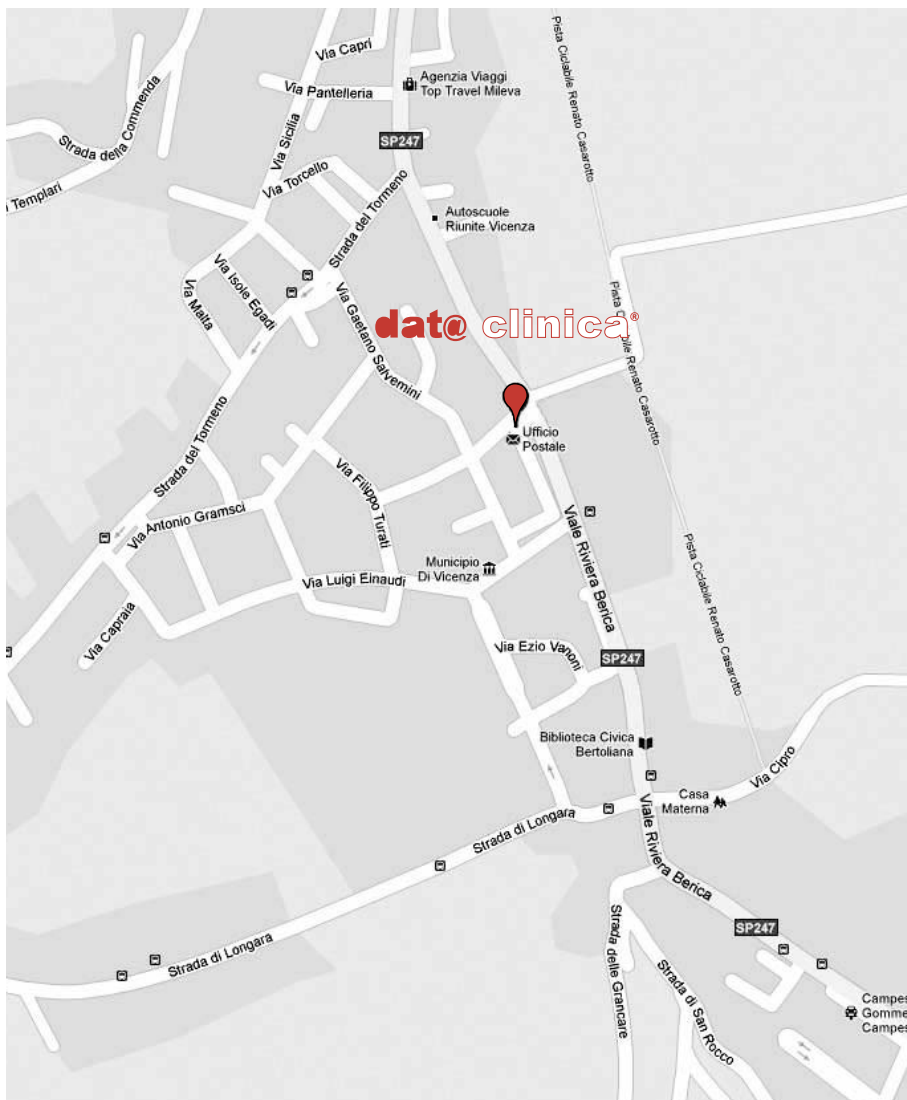 Via Capri
Agenzia Viaggi
Top Travel Mileva
Via Pantelleria
Pista Ciclabile Renato Casarotto
Strada della Commenda
Via Sicilia
SP247
Via Torcello
Templari
Strada del Tormeno
Autoscuole
Riunite Vicenza
Via Isole Egadi
Via Malta
Via Gaetano Salvemini
Pista Ciclabile Renato Casarotto
dat@ clinica®
Ufficio
Postale
Strada del Tormeno
Via Filippo Turati
Via Antonio Gramsci
Viale Riviera Berica
Pista Ciclabile Renato Casarotto
Municipio
Di Vicenza
Via Luigi Einaudi
Via Capraia
Via Ezio Vanoni
SP247
Biblioteca Civica
Bertoliana
Via Cipro
Casa
Materna
Strada di Longara
Viale Riviera Berica
SP247
Strada di Longara
Strada delle Grancare
Strada di San Rocco
Campes
Gomme
Campes